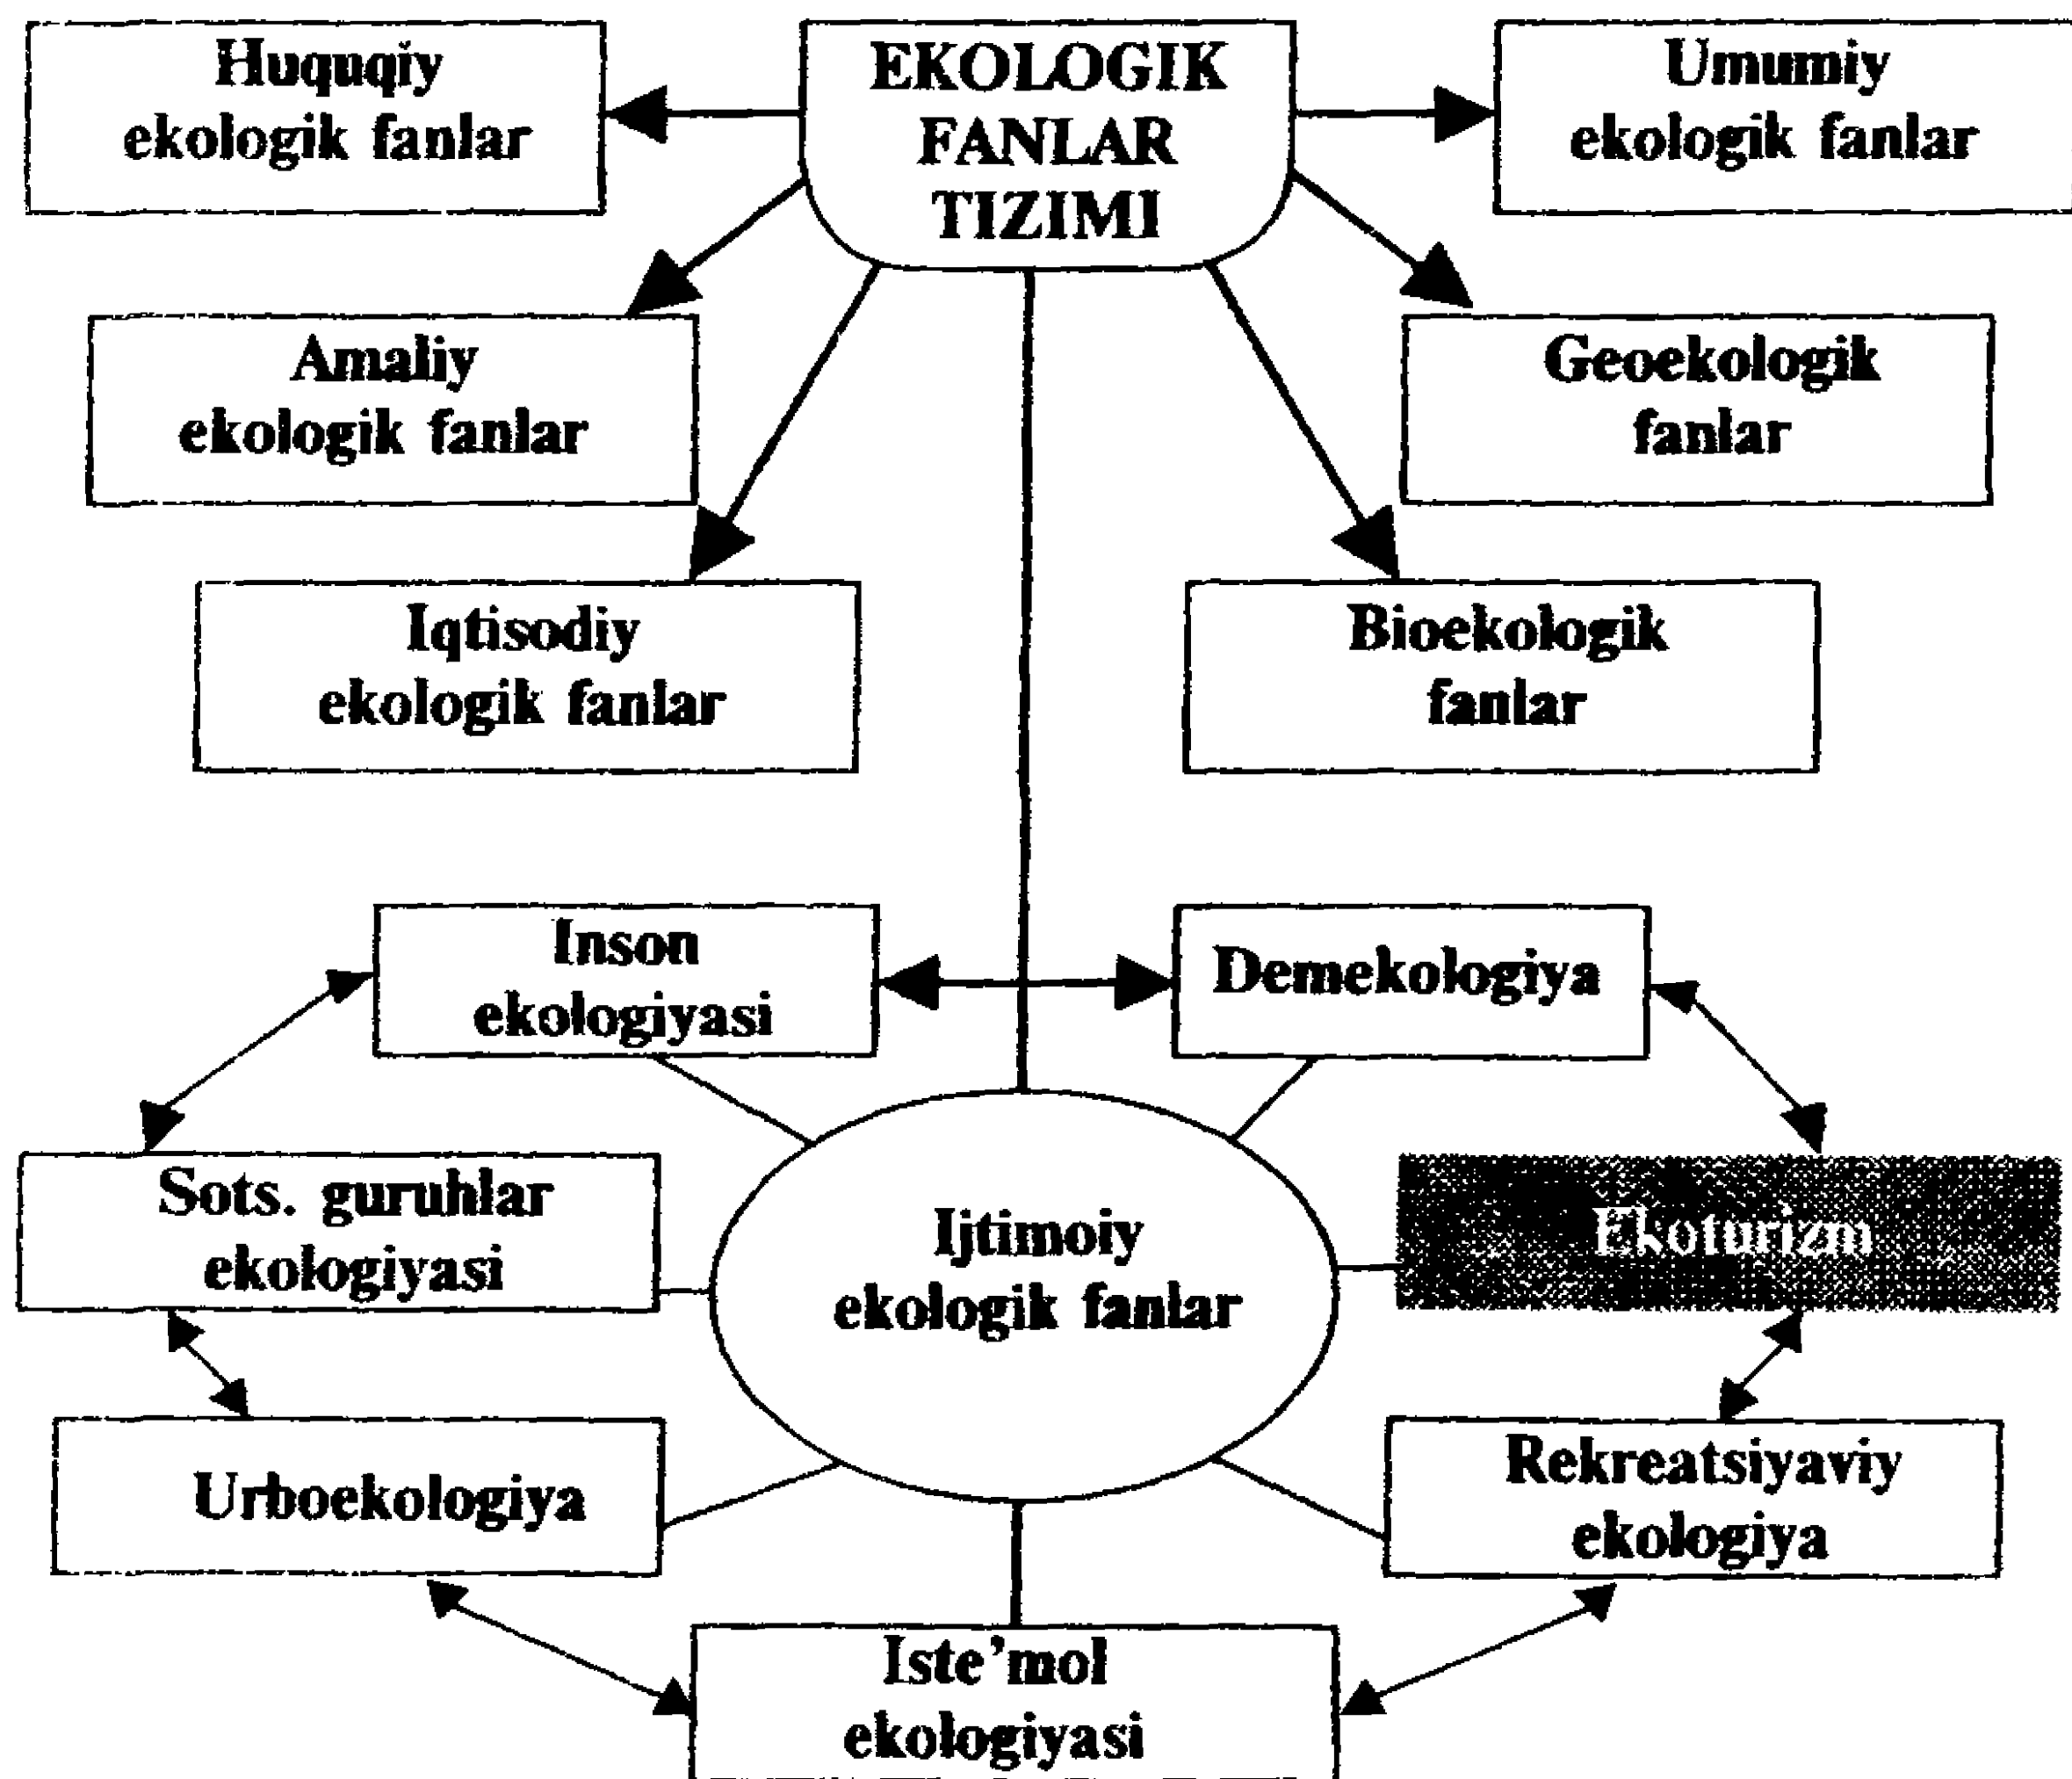 Huquqiy
ekologik fanlar
EKOLOGIK
FANLAR
TIZIMI
Umumiy
ekologik fanlar
Amaliy
ekologik fanlar
Geoekologik
fanlar
Iqtisodiy
ekologik fanlar
Bioekologik
fanlar
Inson
ekologiyasi
Demekologiya
Sots. guruhlar
ekologiyasi
Ijtimoiy
ekologik fanlar
Ekoturizm
Urboekologiya
Rekreatsiyaviy
ekologiya
Iste’mol
ekologiyasi